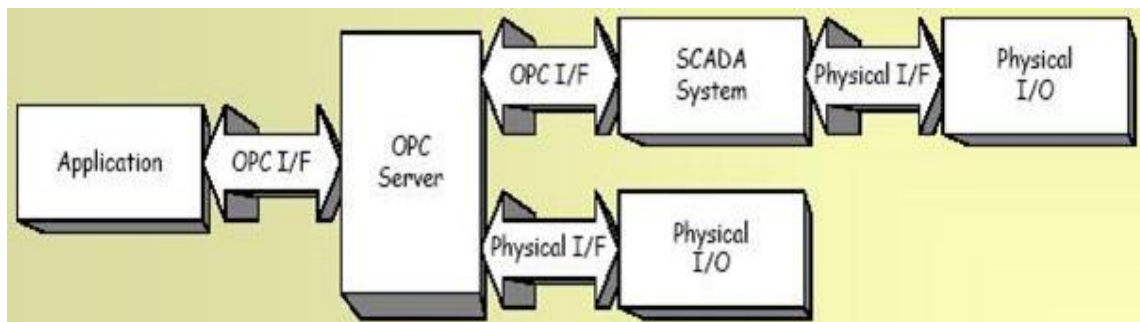 Application
OPC I/F
OPC
Server
OPC I/F
SCADA
System
Physical I/F
Physical
I/O
Physical I/F
Physical
I/O